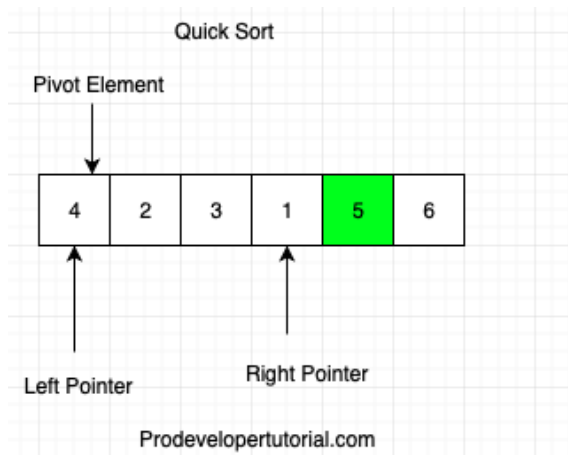 Quick Sort
Pivot Element
4 2 3 1 5 6
Left Pointer
Right Pointer
Prodevelopertutorial.com